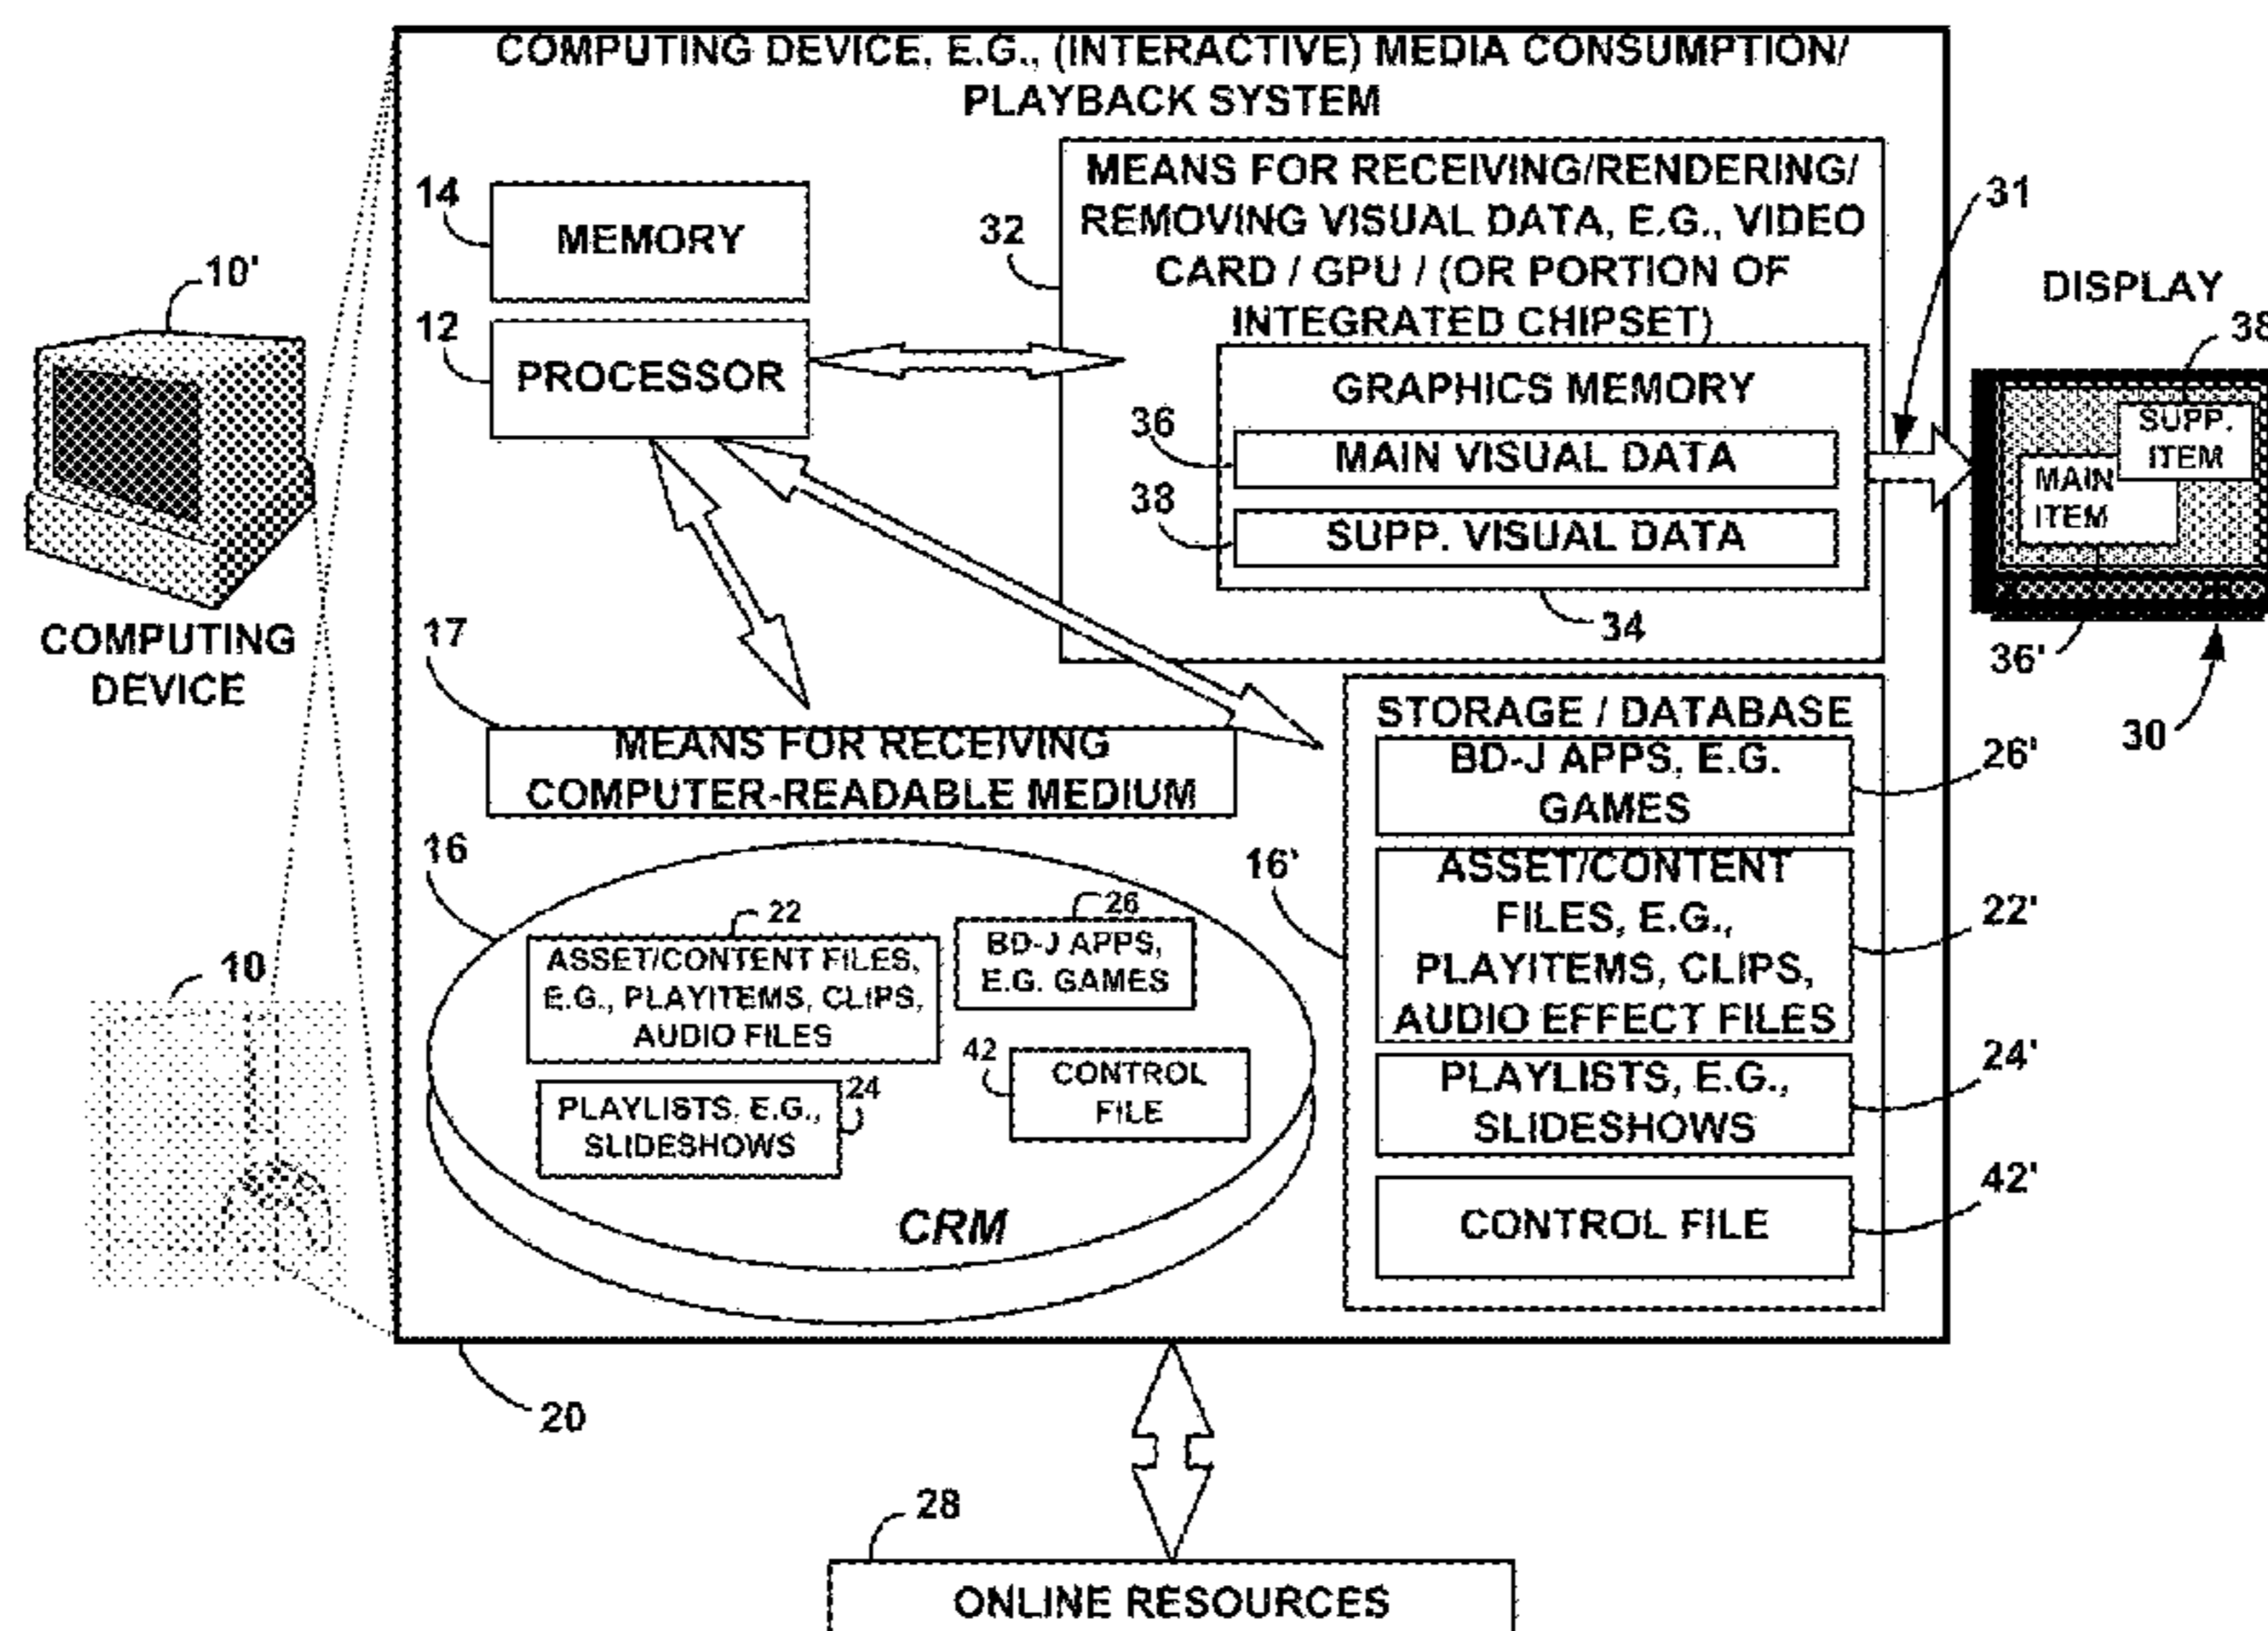 COMPUTING DEVICE, E.G., (INTERACTIVE) MEDIA CONSUMPTION/
PLAYBACK SYSTEM
14
MEMORY
12
PROCESSOR
32
MEANS FOR RECEIVING/RENDERING/
REMOVING VISUAL DATA, E.G., VIDEO
CARD / GPU / (OR PORTION OF
INTEGRATED CHIPSET)
GRAPHICS MEMORY
36
MAIN VISUAL DATA
38
SUPP. VISUAL DATA
34
31
DISPLAY
38
SUPP.
ITEM
MAIN
ITEM
36'
30
10'
COMPUTING
DEVICE
10
17
MEANS FOR RECEIVING
COMPUTER-READABLE MEDIUM
16
22
ASSET/CONTENT FILES,
E.G., PLAYITEMS, CLIPS,
AUDIO FILES
26
BD-J APPS,
E.G. GAMES
24
PLAYLISTS, E.G.,
SLIDESHOWS
42
CONTROL
FILE
CRM
16'
STORAGE / DATABASE
BD-J APPS, E.G.
GAMES
26'
ASSET/CONTENT
FILES, E.G.,
PLAYITEMS, CLIPS,
AUDIO EFFECT FILES
22'
PLAYLISTS, E.G.,
SLIDESHOWS
24'
CONTROL FILE
42'
20
28
ONLINE RESOURCES